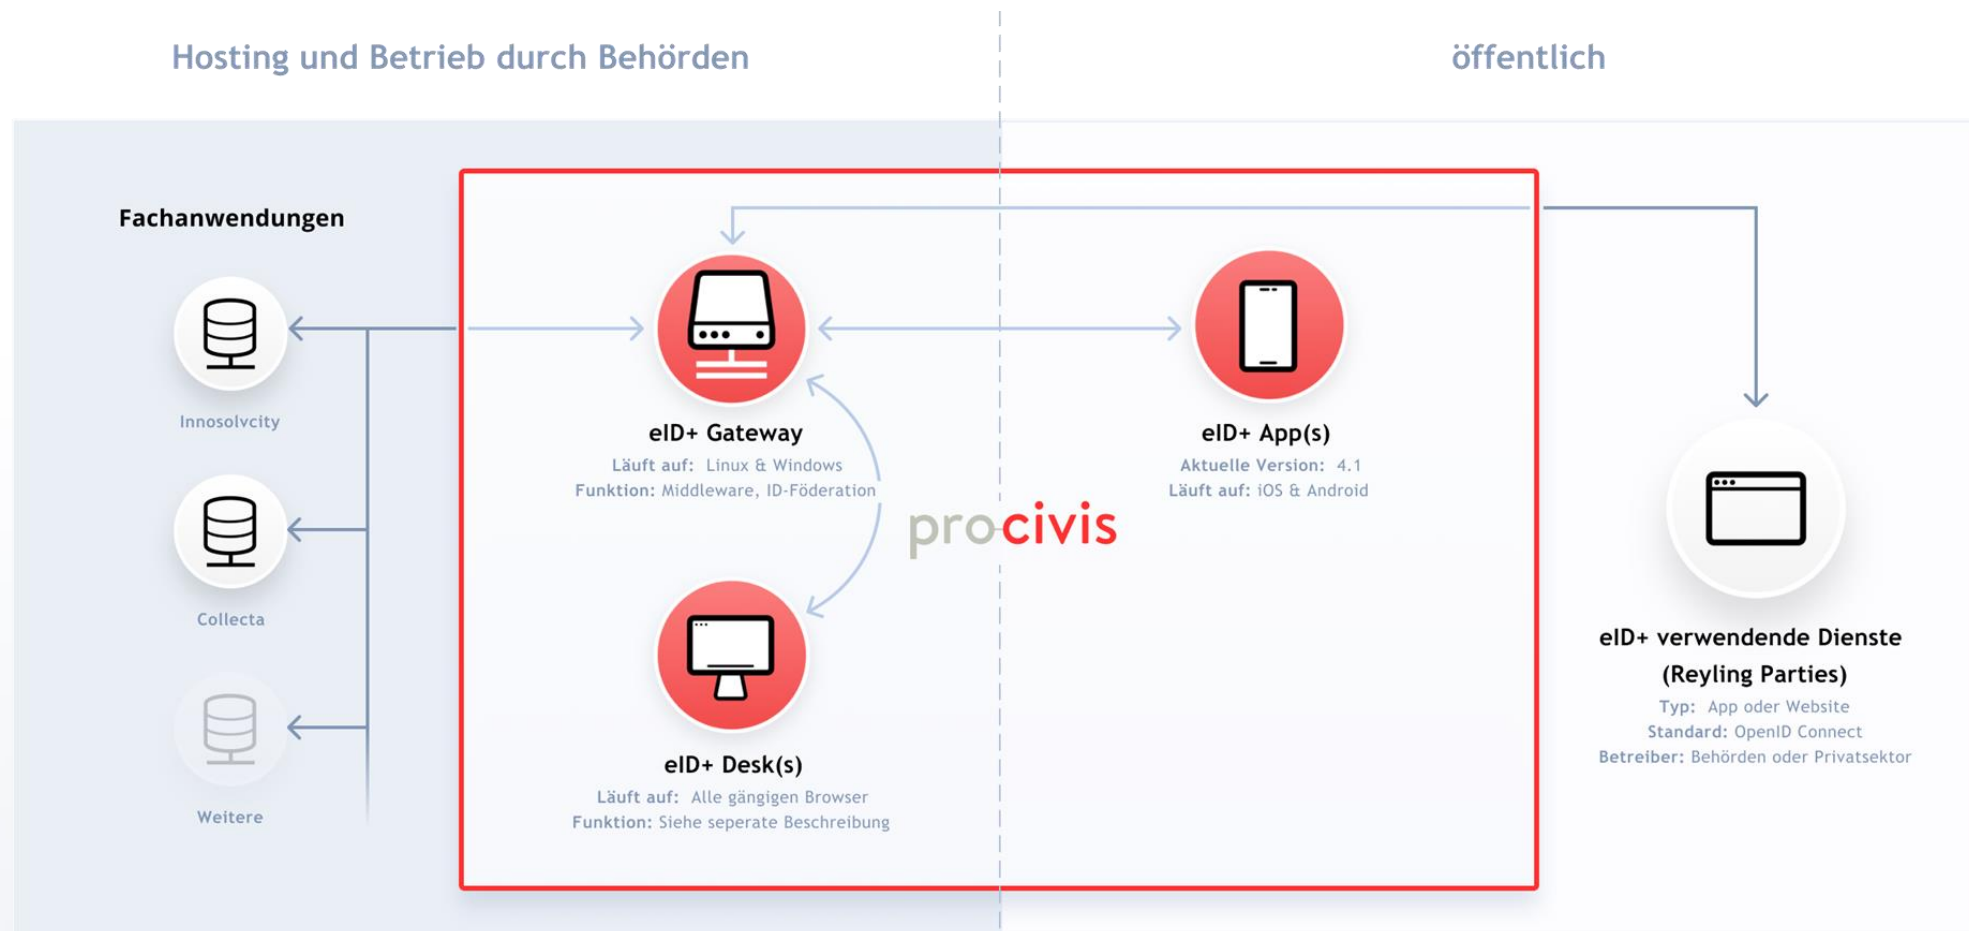 Hosting und Betrieb durch Behörden
öffentlich
Fachanwendungen
Innosolvcity
Collecta
Weitere
eID+ Gateway
Läuft auf: Linux & Windows
Funktion: Middleware, ID-Föderation
eID+ App(s)
Aktuelle Version: 4.1
Läuft auf: iOS & Android
procivis
eID+ Desk(s)
Läuft auf: Alle gängigen Browser
Funktion: Siehe seperate Beschreibung
eID+ verwendende Dienste
(Reyling Parties)
Typ: App oder Website
Standard: OpenID Connect
Betreiber: Behörden oder Privatsektor